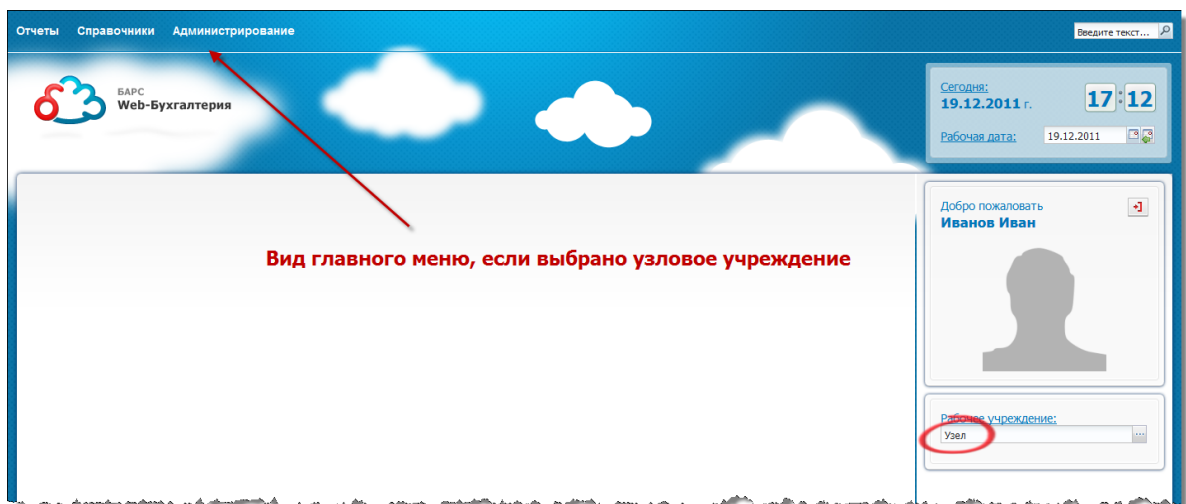 Отчеты Справочники Администрирование
Введите текст...
БАРС
Web-Бухгалтерия
Сегодня:
19.12.2011 г.
17:12
Рабочая дата: 19.12.2011
Добро пожаловать
Иванов Иван
Вид главного меню, если выбрано узловое учреждение
Рабочее учреждение:
Узел